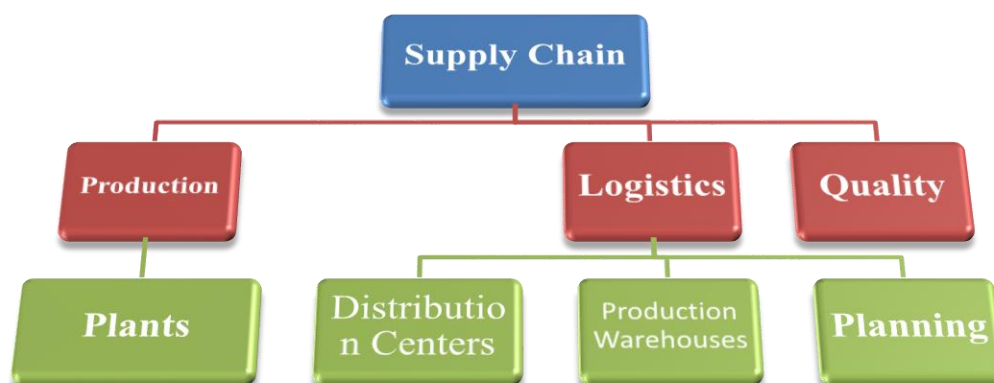 Supply Chain
Production
Logistics
Quality
Plants
Distributio
n Centers
Production
Warehouses
Planning